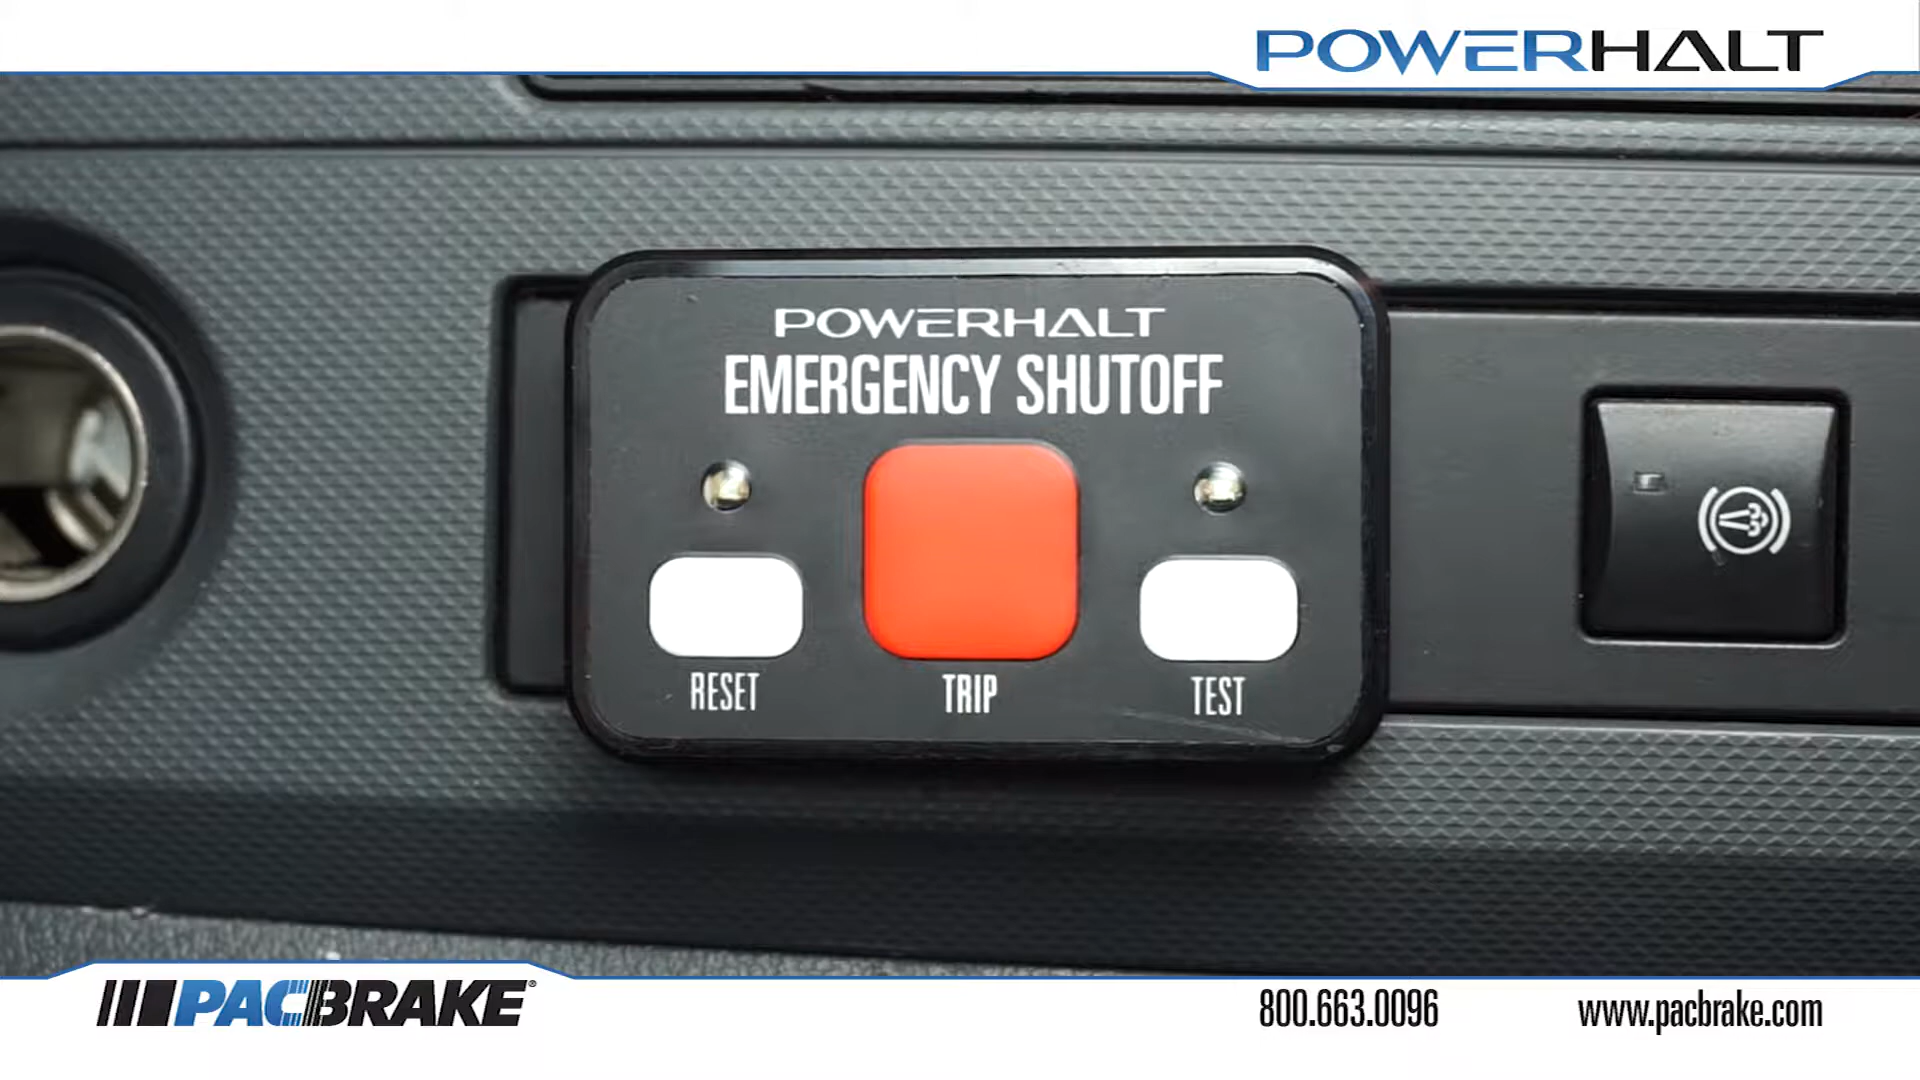 POWERHALT
POWERHALT
EMERGENCY SHUTOFF
RESET
TRIP
TEST
PACBRAKE®
800.663.0096
www.pacbrake.com